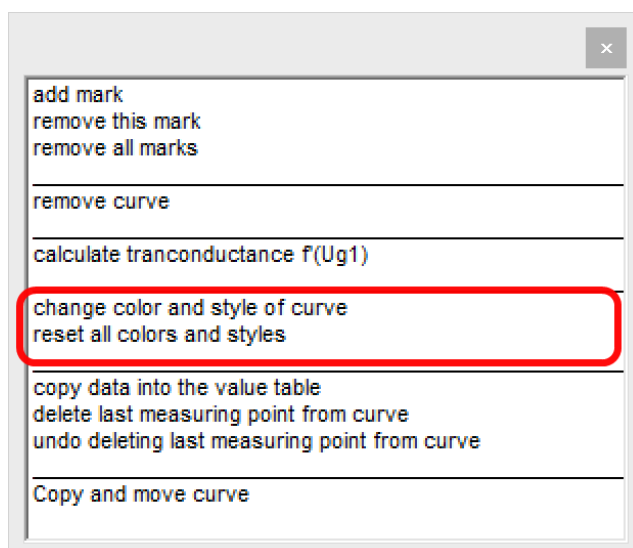 ×
add mark
remove this mark
remove all marks
remove curve
calculate tranconductance f'(Ug1)
change color and style of curve
reset all colors and styles
copy data into the value table
delete last measuring point from curve
undo deleting last measuring point from curve
Copy and move curve